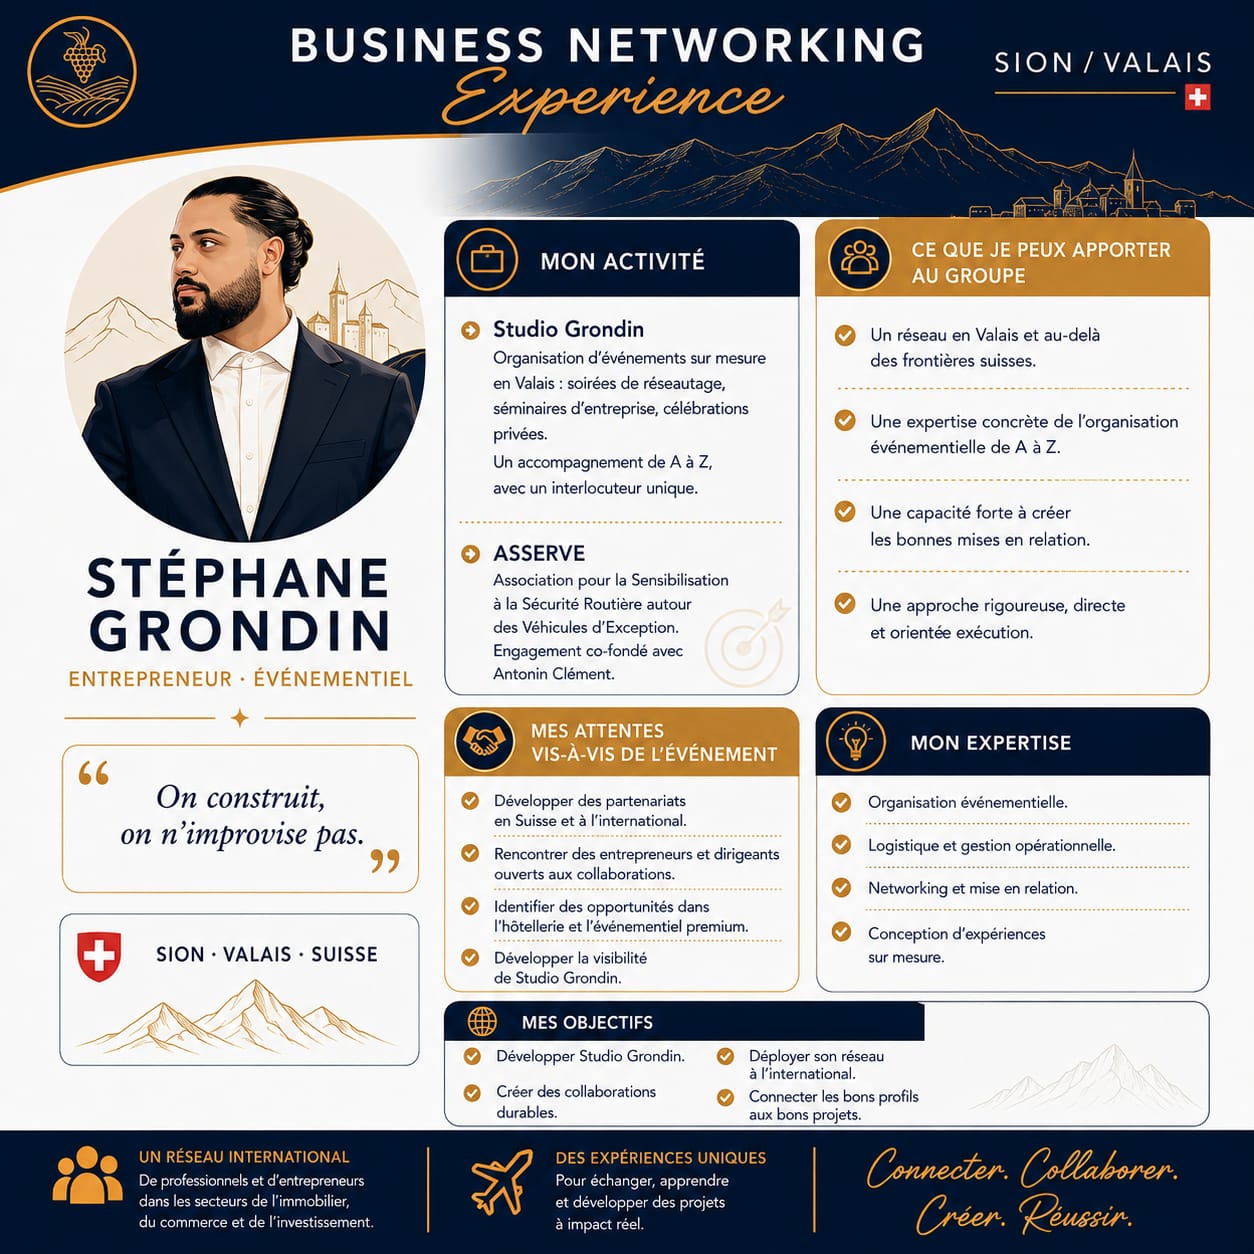 BUSINESS NETWORKING
Experience
SION / VALAIS
STÉPHANE
GRONDIN
ENTREPRENEUR · ÉVÉNEMENTIEL
“ On construit,
on n’improvise pas. ”
SION · VALAIS · SUISSE
MON ACTIVITÉ
Studio Grondin
Organisation d’événements sur mesure
en Valais : soirées de réseautage,
séminaires d’entreprise, célébrations
privées.
Un accompagnement de A à Z,
avec un interlocuteur unique.
ASSERVE
Association pour la Sensibilisation
à la Sécurité Routière autour
des Véhicules d’Exception.
Engagement co-fondé avec
Antonin Clément.
CE QUE JE PEUX APPORTER
AU GROUPE
Un réseau en Valais et au-delà
des frontières suisses.
Une expertise concrète de l’organisation
événementielle de A à Z.
Une capacité forte à créer
les bonnes mises en relation.
Une approche rigoureuse, directe
et orientée exécution.
MES ATTENTES
VIS-À-VIS DE L’ÉVÉNEMENT
Développer des partenariats
en Suisse et à l’international.
Rencontrer des entrepreneurs et dirigeants
ouverts aux collaborations.
Identifier des opportunités dans
l’hôtellerie et l’événementiel premium.
Développer la visibilité
de Studio Grondin.
MON EXPERTISE
Organisation événementielle.
Logistique et gestion opérationnelle.
Networking et mise en relation.
Conception d’expériences
sur mesure.
MES OBJECTIFS
Développer Studio Grondin.
Créer des collaborations
durables.
Déployer son réseau
à l’international.
Connecter les bons profils
aux bons projets.
UN RÉSEAU INTERNATIONAL
De professionnels et d’entrepreneurs
dans les secteurs de l’immobilier,
du commerce et de l’investissement.
DES EXPÉRIENCES UNIQUES
Pour échanger, apprendre
et développer des projets
à impact réel.
Connecter. Collaborer.
Créer. Réussir.